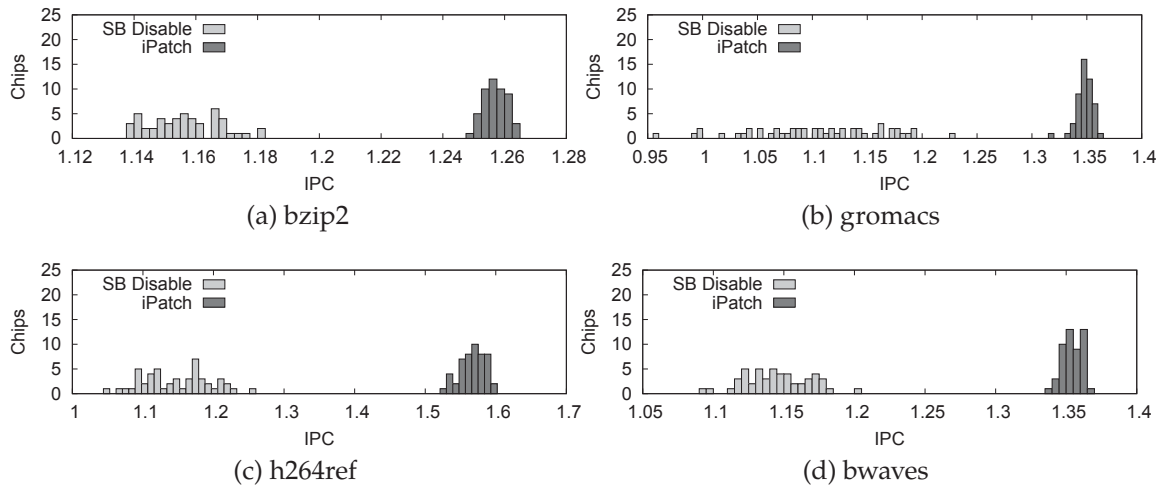 25
20
15
10
5
0
SB Disable
iPatch
Chips
1.12 1.14 1.16 1.18 1.2 1.22 1.24 1.26 1.28
IPC
(a) bzip2
25
20
15
10
5
0
SB Disable
iPatch
Chips
0.95 1 1.05 1.1 1.15 1.2 1.25 1.3 1.35 1.4
IPC
(b) gromacs
25
20
15
10
5
0
SB Disable
iPatch
Chips
1 1.1 1.2 1.3 1.4 1.5 1.6 1.7
IPC
(c) h264ref
25
20
15
10
5
0
SB Disable
iPatch
Chips
1.05 1.1 1.15 1.2 1.25 1.3 1.35 1.4
IPC
(d) bwaves